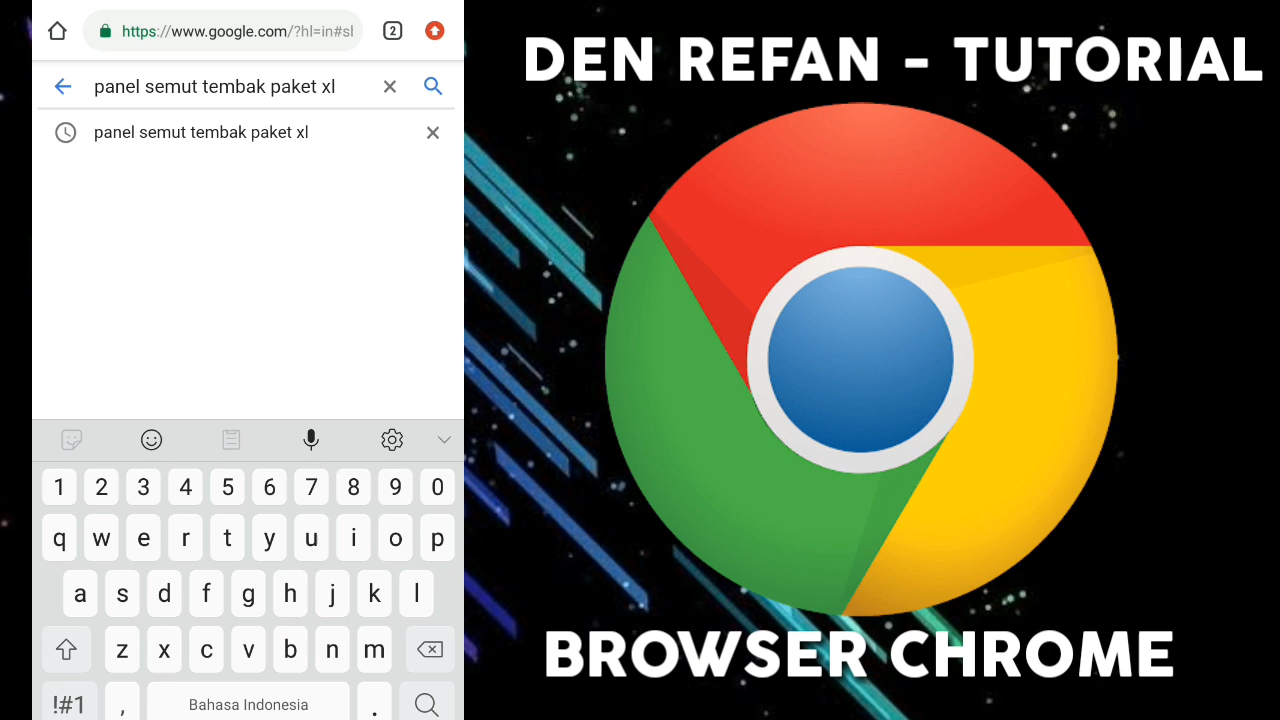 https://www.google.com/?hl=in#sl
2
panel semut tembak paket xl
panel semut tembak paket xl
1 2 3 4 5 6 7 8 9 0
q w e r t y u i o p
a s d f g h j k l
z x c v b n m
!#1 , Bahasa Indonesia .
DEN REFAN - TUTORIAL
BROWSER CHROME